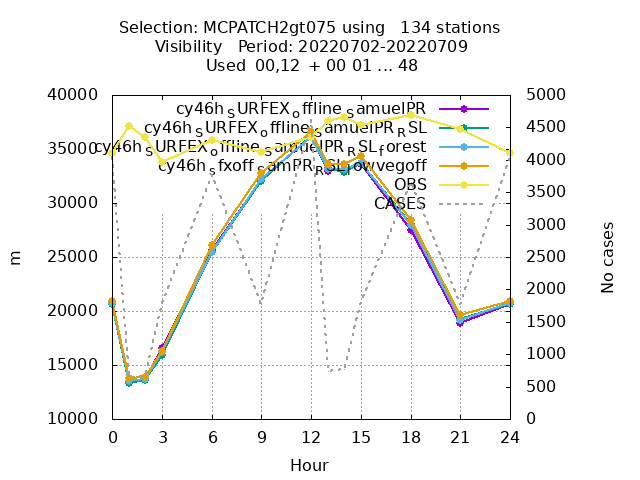 Selection: MCPATCH2gt075 using 134 stations
Visibility Period: 20220702-20220709
Used 00,12 + 00 01 ... 48
40000
35000
30000
25000
20000
15000
10000
5000
4500
4000
3500
3000
2500
2000
1500
1000
500
0
cy46h_SURFEX_offline_samuelPR
cy46h_SURFEX_offline_samuelPR_RSL
cy46h_SURFEX_offline_samuelPR_RSL_forest
cy46h_sfxoff_samPR_RSL_lowvegoff
OBS
CASES
m
No cases
0 3 6 9 12 15 18 21 24
Hour